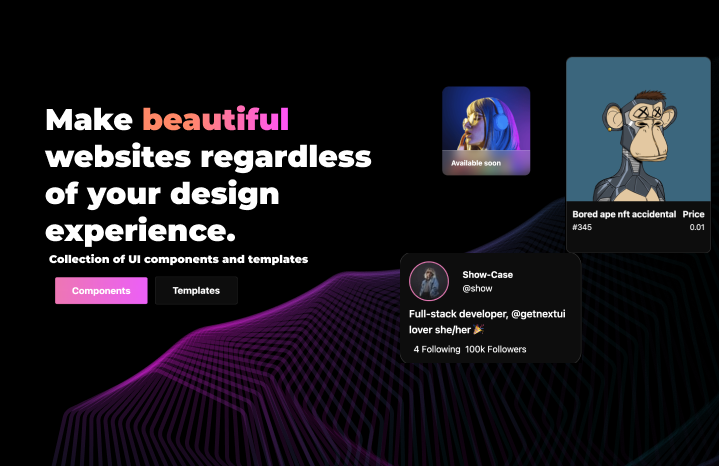 Make beautiful
websites regardless
of your design
experience.
Collection of UI components and templates
Components
Templates
Available soon
Bored ape nft accidental Price
#345 0.01
Show-Case
@show
Full-stack developer, @getnextui
lover she/her 🎉
4 Following 100k Followers